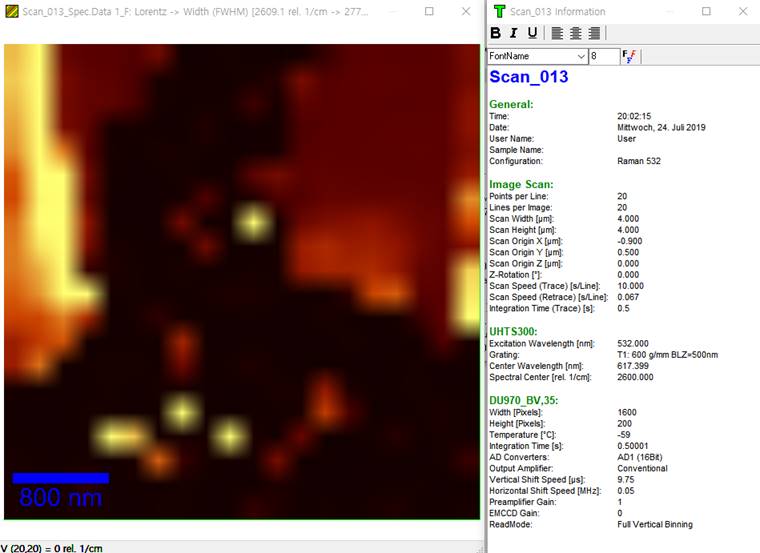 Scan_013_Spec.Data 1_F: Lorentz -> Width (FWHM) [2609.1 rel. 1/cm -> 277...
800 nm
V (20,20) = 0 rel. 1/cm
Scan_013 Information
B I U
FontName 8
Scan_013
General:
Time: 20:02:15
Date: Mittwoch, 24. Juli 2019
User Name: User
Sample Name:
Configuration: Raman 532
Image Scan:
Points per Line: 20
Lines per Image: 20
Scan Width [µm]: 4.000
Scan Height [µm]: 4.000
Scan Origin X [µm]: -0.900
Scan Origin Y [µm]: 0.500
Scan Origin Z [µm]: 0.000
Z-Rotation [°]: 0.000
Scan Speed (Trace) [s/Line]: 10.000
Scan Speed (Retrace) [s/Line]: 0.067
Integration Time (Trace) [s]: 0.5
UHTS300:
Excitation Wavelength [nm]: 532.000
Grating: T1: 600 g/mm BLZ=500nm
Center Wavelength [nm]: 617.399
Spectral Center [rel. 1/cm]: 2600.000
DU970_BV,35:
Width [Pixels]: 1600
Height [Pixels]: 200
Temperature [°C]: -59
Integration Time [s]: 0.50001
AD Converters: AD1 (16Bit)
Output Amplifier: Conventional
Vertical Shift Speed [µs]: 9.75
Horizontal Shift Speed [MHz]: 0.05
Preamplifier Gain: 1
EMCCD Gain: 0
ReadMode: Full Vertical Binning